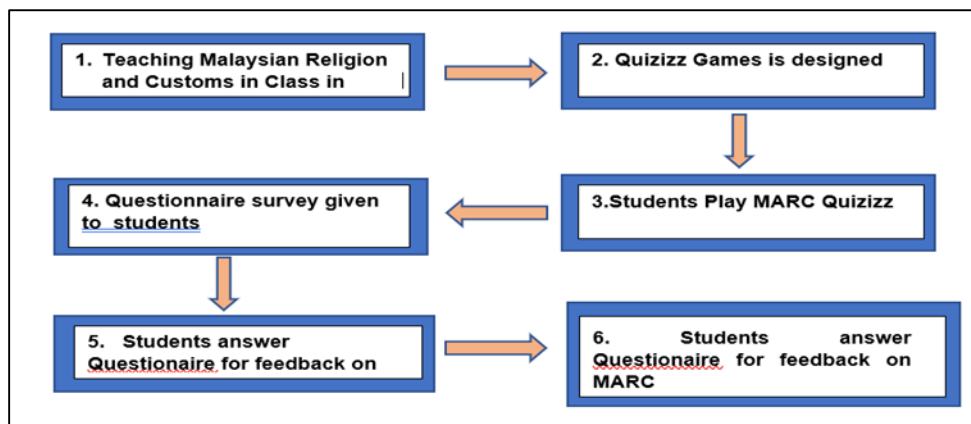 1. Teaching Malaysian Religion
and Customs in Class in
2. Quizizz Games is designed
3.Students Play MARC Quizizz
4. Questionnaire survey given
to students
5. Students answer
Questionaire for feedback on
6. Students answer
Questionaire for feedback on
MARC